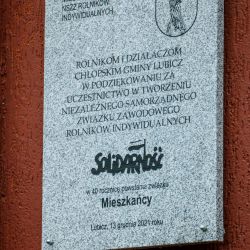 NSZZ ROLNIKÓW
INDYWIDUALNYCH
ROLNIKOM I DZIAŁACZOM
CHŁOPSKIM GMINY LUBICZ
W PODZIĘKOWANIU ZA
UCZESTNICTWO W TWORZENIU
NIEZALEŻNEGO SAMORZĄDNEGO
ZWIĄZKU ZAWODOWEGO
ROLNIKÓW INDYWIDUALNYCH
SOLIDARNOŚĆ
w 40 rocznicę powstania związku
Mieszkańcy
Lubicz, 13 grudnia 2021 roku